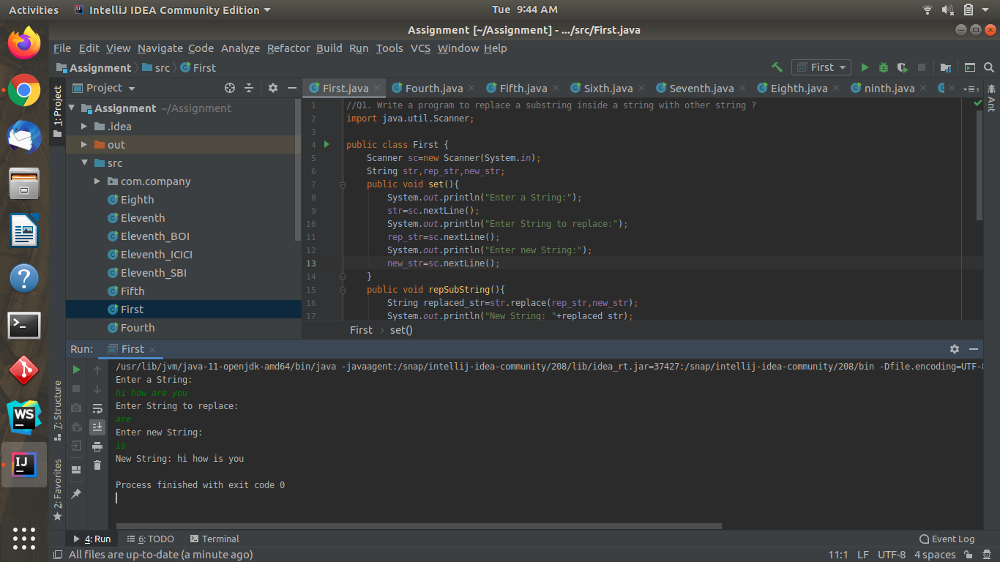 Activities IntelliJ IDEA Community Edition Tue 9:44 AM
Assignment [~/Assignment] - .../src/First.java
File Edit View Navigate Code Analyze Refactor Build Run Tools VCS Window Help
Assignment src First First
Project First.java Fourth.java Fifth.java Sixth.java Seventh.java Eighth.java ninth.java
1: Project
Assignment ~/Assignment
.idea
out
src
com.company
Eighth
Eleventh
Eleventh_BOI
Eleventh_ICICI
Eleventh_SBI
Fifth
First
Fourth
1 //Q1. Write a program to replace a substring inside a string with other string ?
2 import java.util.Scanner;
3
4 public class First {
5 Scanner sc=new Scanner(System.in);
6 String str,rep_str,new_str;
7 public void set(){
8 System.out.println("Enter a String:");
9 str=sc.nextLine();
10 System.out.println("Enter String to replace:");
11 rep_str=sc.nextLine();
12 System.out.println("Enter new String:");
13 new_str=sc.nextLine();
14 }
15 public void repSubString(){
16 String replaced_str=str.replace(rep_str,new_str);
17 System.out.println("New String: "+replaced_str);
First › set()
Ant
Run: First
/usr/lib/jvm/java-11-openjdk-amd64/bin/java -javaagent:/snap/intellij-idea-community/208/lib/idea_rt.jar=37427:/snap/intellij-idea-community/208/bin -Dfile.encoding=UTF-8
Enter a String:
hi how are you
Enter String to replace:
are
Enter new String:
is
New String: hi how is you
Process finished with exit code 0
7: Structure
2: Favorites
WS
IJ
4: Run 6: TODO Terminal Event Log
All files are up-to-date (a minute ago) 11:1 LF UTF-8 4 spaces